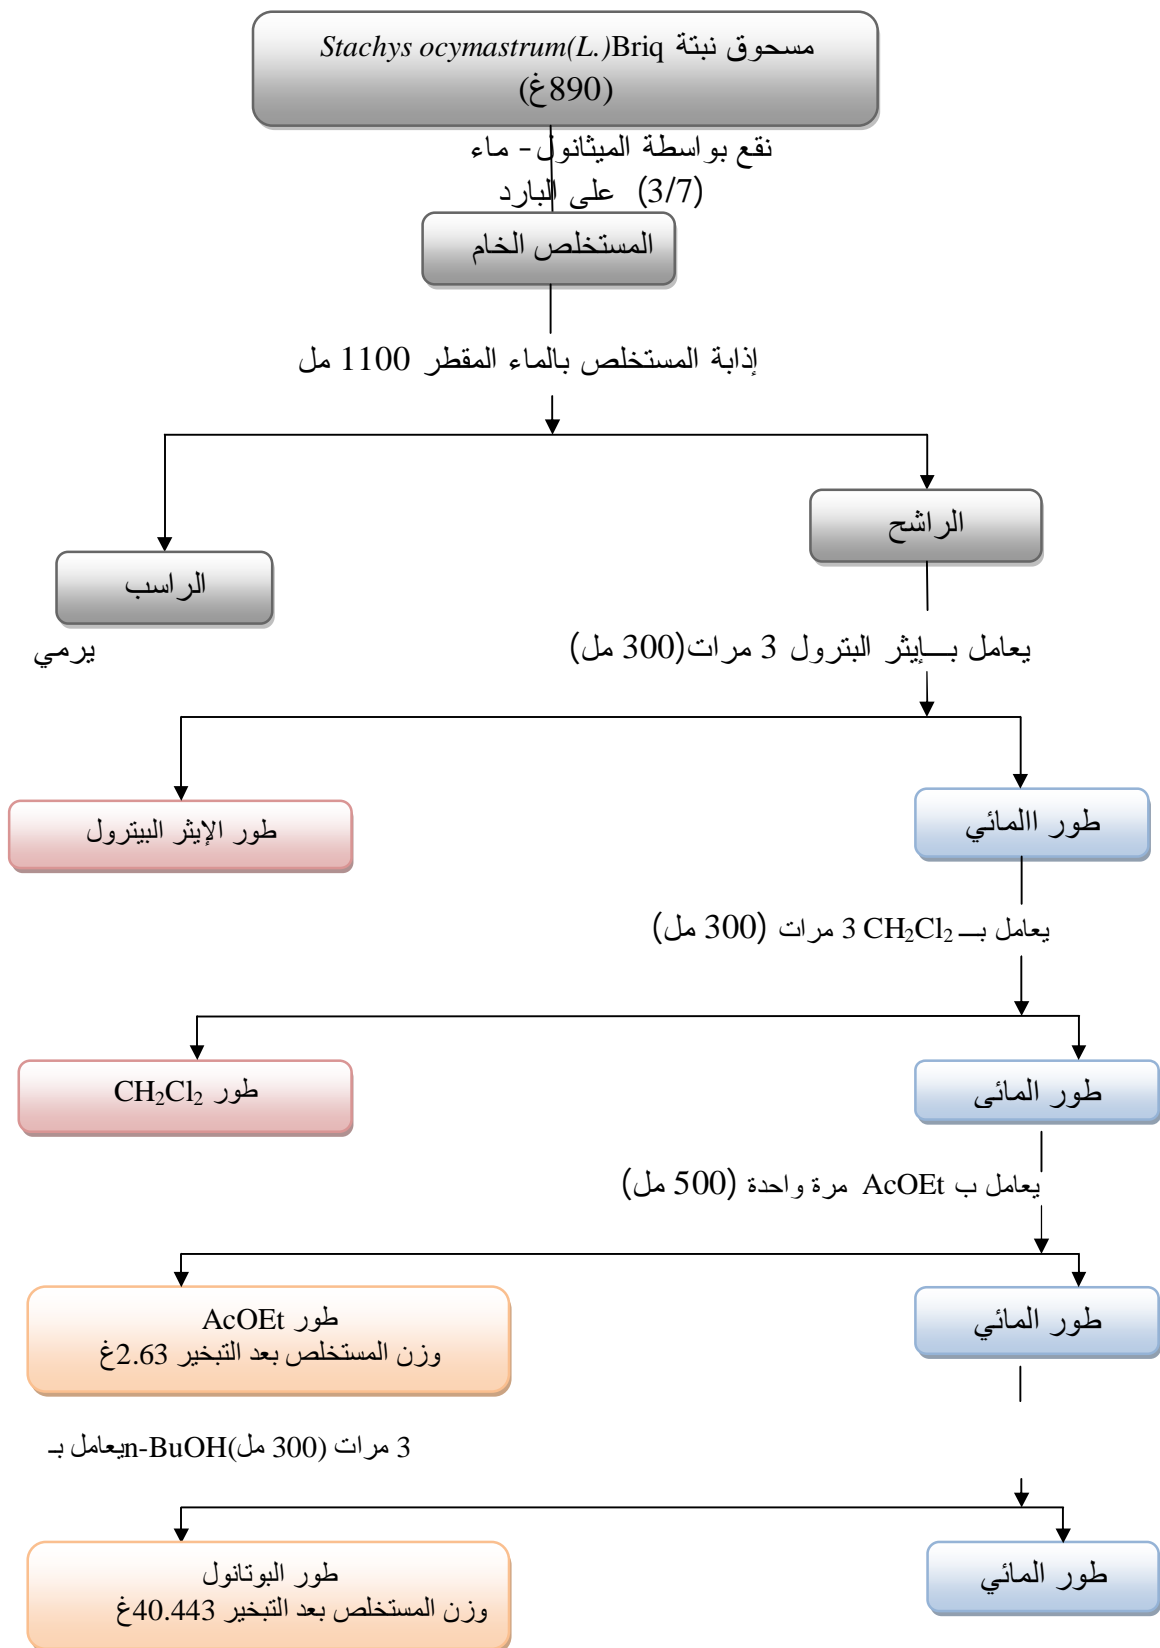 مسحوق نبتة Stachys ocymastrum(L.)Briq
(890غ)
نقع بواسطة الميثانول- ماء
(3/7) على البارد
المستخلص الخام
إذابة المستخلص بالماء المقطر 1100 مل
الراشح
الراسب
يعامل بـــإيثر البترول 3 مرات(300 مل)
يرمي
طور االمائي
طور الإيثر البيترول
يعامل بـــ CH₂Cl₂ 3 مرات (300 مل)
طور المائى
طور CH₂Cl₂
يعامل ب AcOEt مرة واحدة (500 مل)
طور المائي
طور AcOEt
وزن المستخلص بعد التبخير 2.63غ
3 مرات (300 مل)n-BuOHيعامل بـ
طور المائي
طور البوتانول
وزن المستخلص بعد التبخير 40.443غ